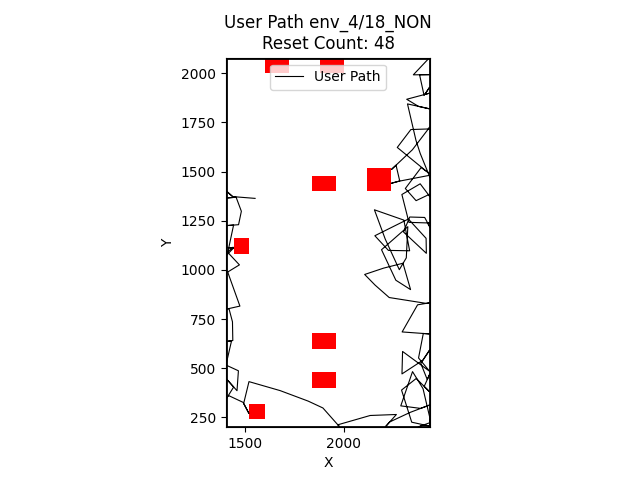 User Path env_4/18_NON
Reset Count: 48
User Path
2000
1750
1500
1250
1000
750
500
250
Y
1500 2000
X